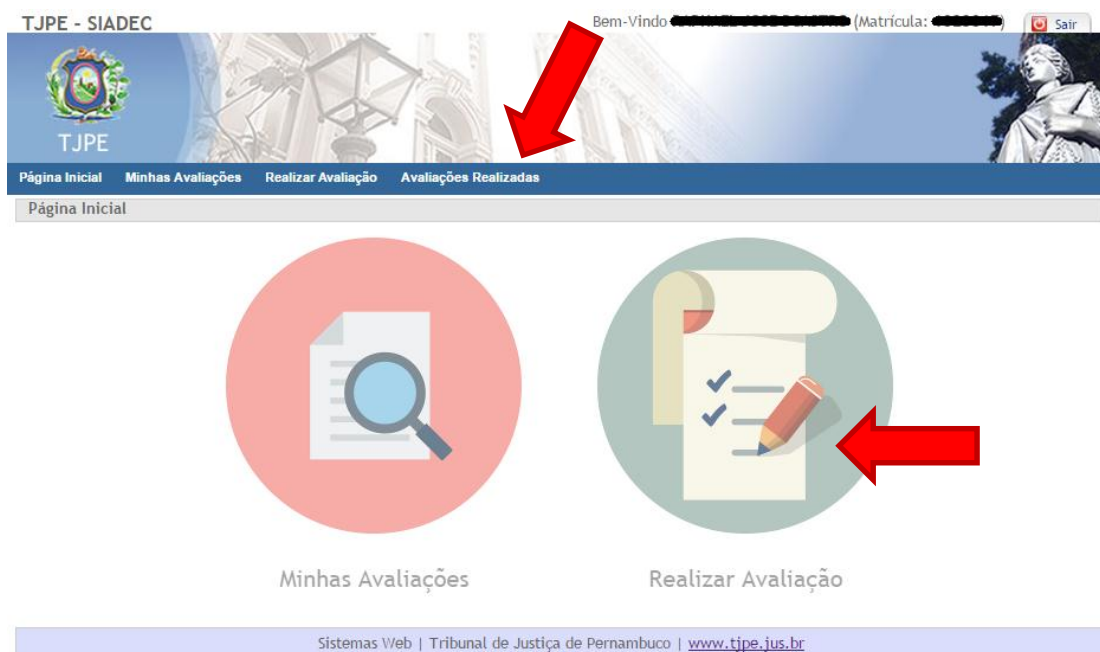 TJPE - SIADEC
Bem-Vindo (Matrícula: )
Sair
TJPE
Página Inicial Minhas Avaliações Realizar Avaliação Avaliações Realizadas
Página Inicial
Minhas Avaliações Realizar Avaliação
Sistemas Web | Tribunal de Justiça de Pernambuco | www.tjpe.jus.br